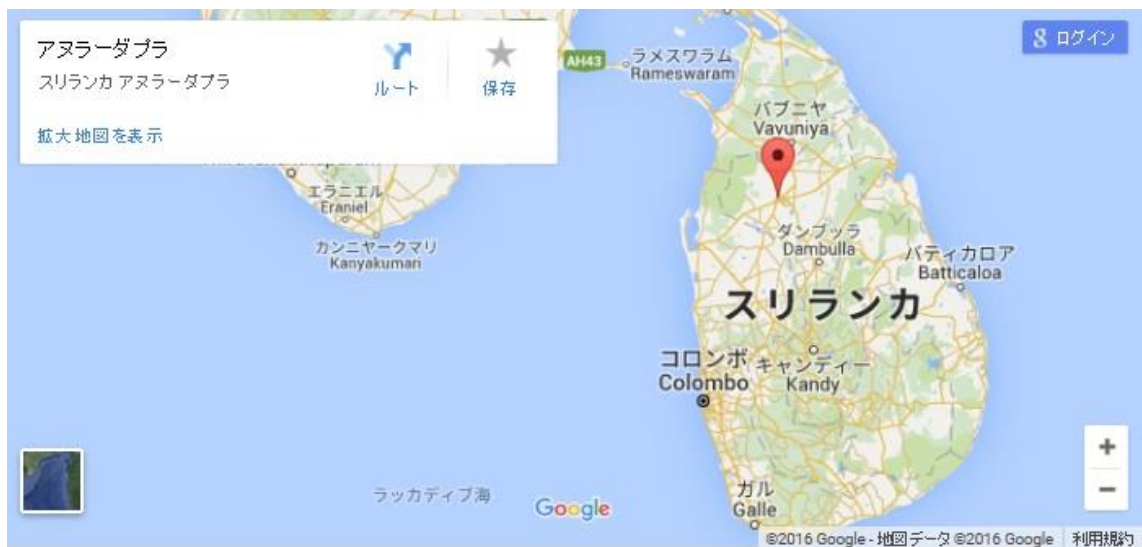 アヌラーダプラ
スリランカ アヌラーダプラ
ルート
保存
拡大地図を表示
AH43
ラメスワラム
Rameswaram
ログイン
バブニヤ
Vavuniya
エラニエル
Eraniel
カンニヤークマリ
Kanyakumari
ダンブッラ
Dambulla
バティカロア
Batticaloa
スリランカ
コロンボ
Colombo
キャンディー
Kandy
ラッカディブ海
Google
ガル
Galle
©2016 Google - 地図データ ©2016 Google 利用規約